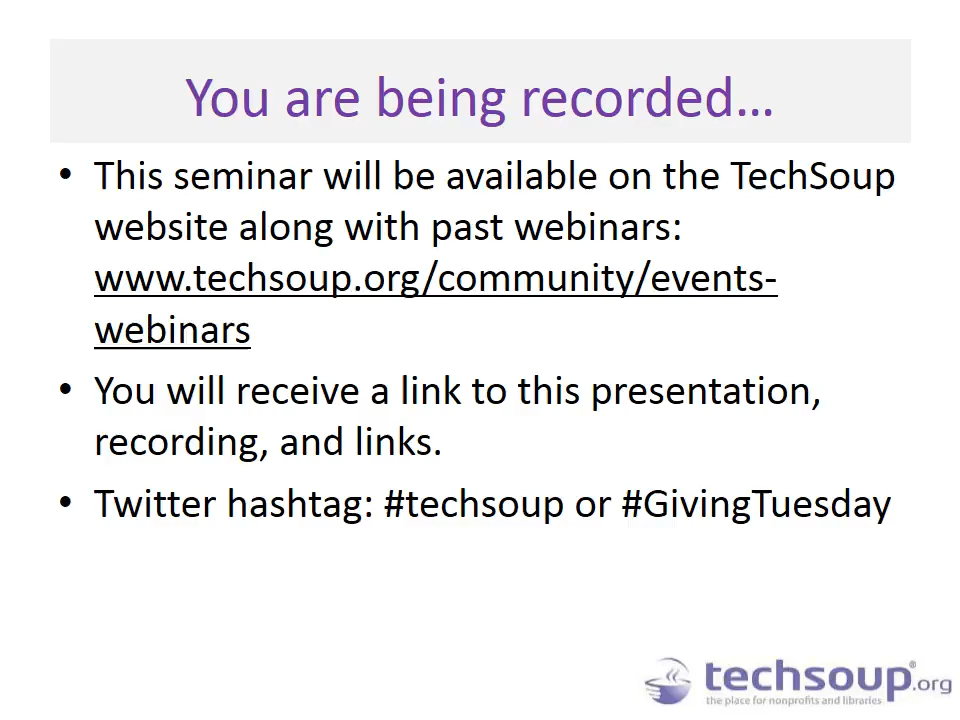 You are being recorded…
• This seminar will be available on the TechSoup
website along with past webinars:
www.techsoup.org/community/events-
webinars
• You will receive a link to this presentation,
recording, and links.
• Twitter hashtag: #techsoup or #GivingTuesday
techsoup®.org
the place for nonprofits and libraries